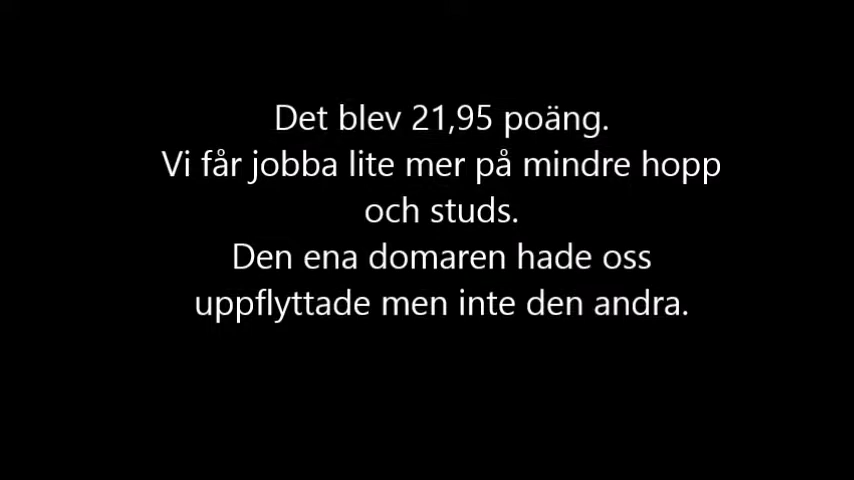 Det blev 21,95 poäng.
Vi får jobba lite mer på mindre hopp
och studs.
Den ena domaren hade oss
uppflyttade men inte den andra.